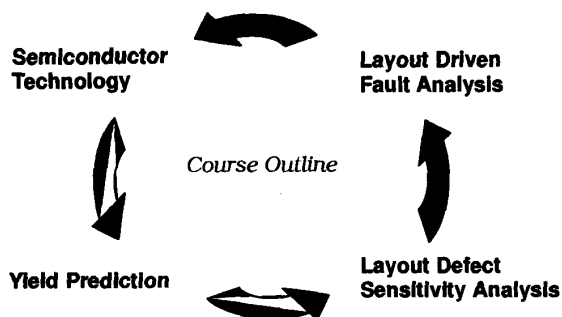 Semiconductor
Technology
Layout Driven
Fault Analysis
Course Outline
Yield Prediction
Layout Defect
Sensitivity Analysis